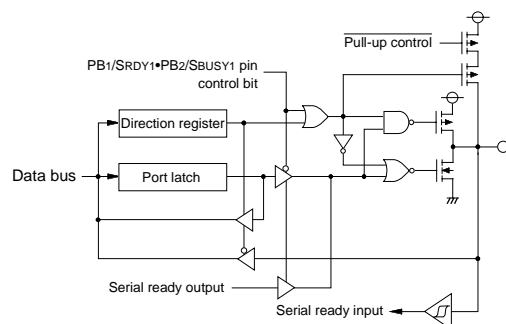 Pull-up control
PB1/SRDY1•PB2/SBUSY1 pin
control bit
Direction register
Data bus
Port latch
Serial ready output
Serial ready input